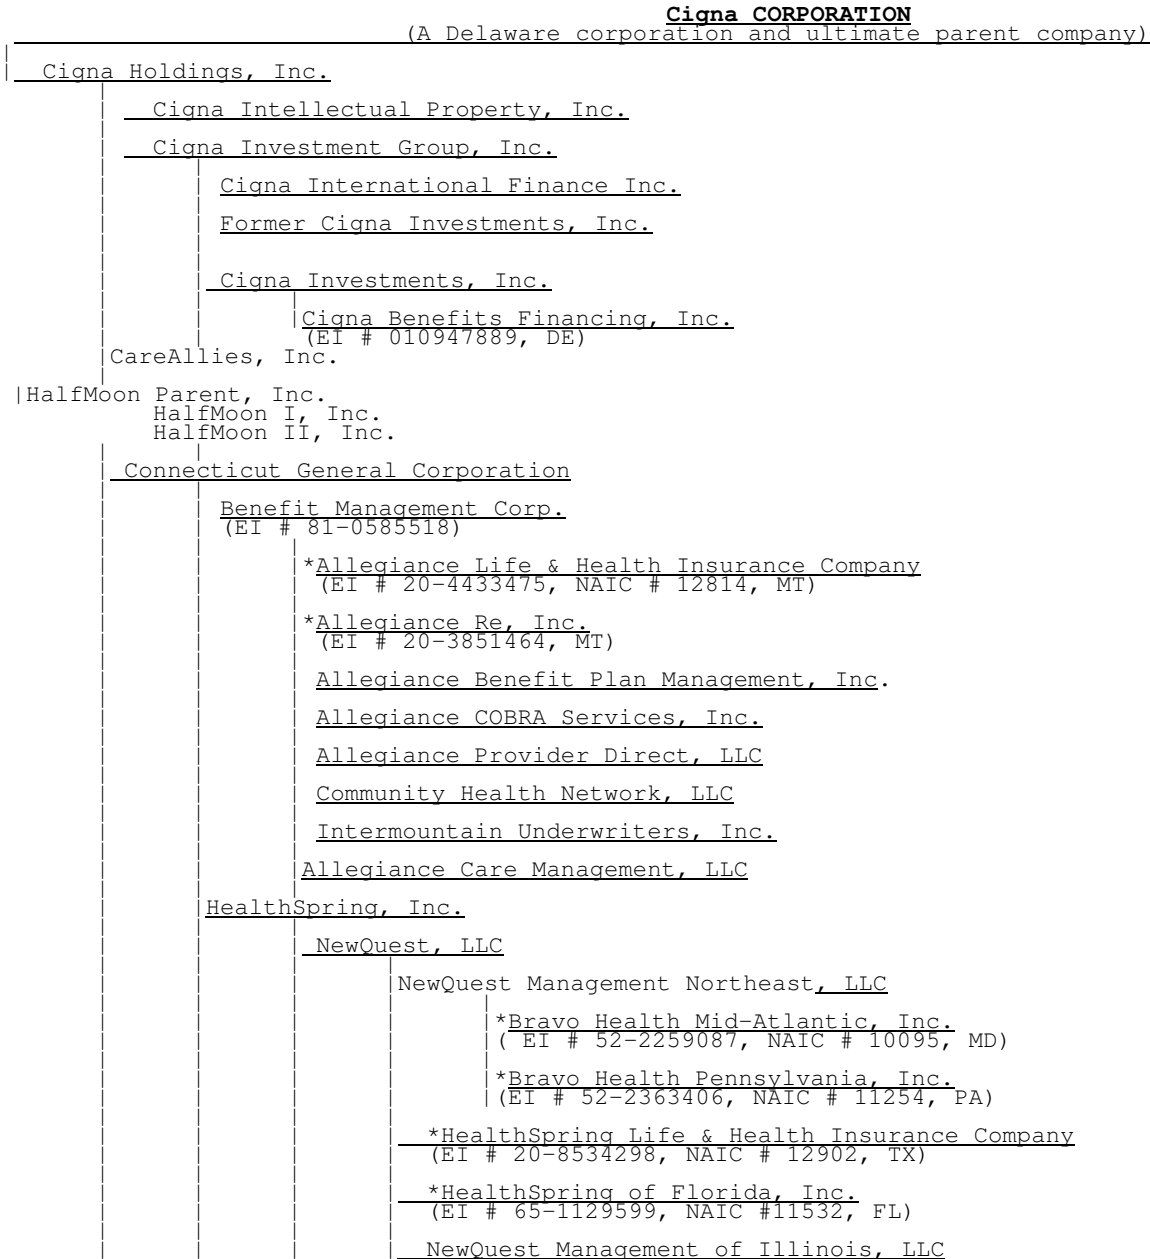 Cigna CORPORATION
(A Delaware corporation and ultimate parent company)
Cigna Holdings, Inc.
Cigna Intellectual Property, Inc.
Cigna Investment Group, Inc.
Cigna International Finance Inc.
Former Cigna Investments, Inc.
Cigna Investments, Inc.
Cigna Benefits Financing, Inc.
(EI # 010947889, DE)
CareAllies, Inc.
HalfMoon Parent, Inc.
HalfMoon I, Inc.
HalfMoon II, Inc.
Connecticut General Corporation
Benefit Management Corp.
(EI # 81-0585518)
*Allegiance Life & Health Insurance Company
(EI # 20-4433475, NAIC # 12814, MT)
*Allegiance Re, Inc.
(EI # 20-3851464, MT)
Allegiance Benefit Plan Management, Inc.
Allegiance COBRA Services, Inc.
Allegiance Provider Direct, LLC
Community Health Network, LLC
Intermountain Underwriters, Inc.
Allegiance Care Management, LLC
HealthSpring, Inc.
NewQuest, LLC
NewQuest Management Northeast, LLC
*Bravo Health Mid-Atlantic, Inc.
( EI # 52-2259087, NAIC # 10095, MD)
*Bravo Health Pennsylvania, Inc.
(EI # 52-2363406, NAIC # 11254, PA)
*HealthSpring Life & Health Insurance Company
(EI # 20-8534298, NAIC # 12902, TX)
*HealthSpring of Florida, Inc.
(EI # 65-1129599, NAIC #11532, FL)
NewQuest Management of Illinois, LLC